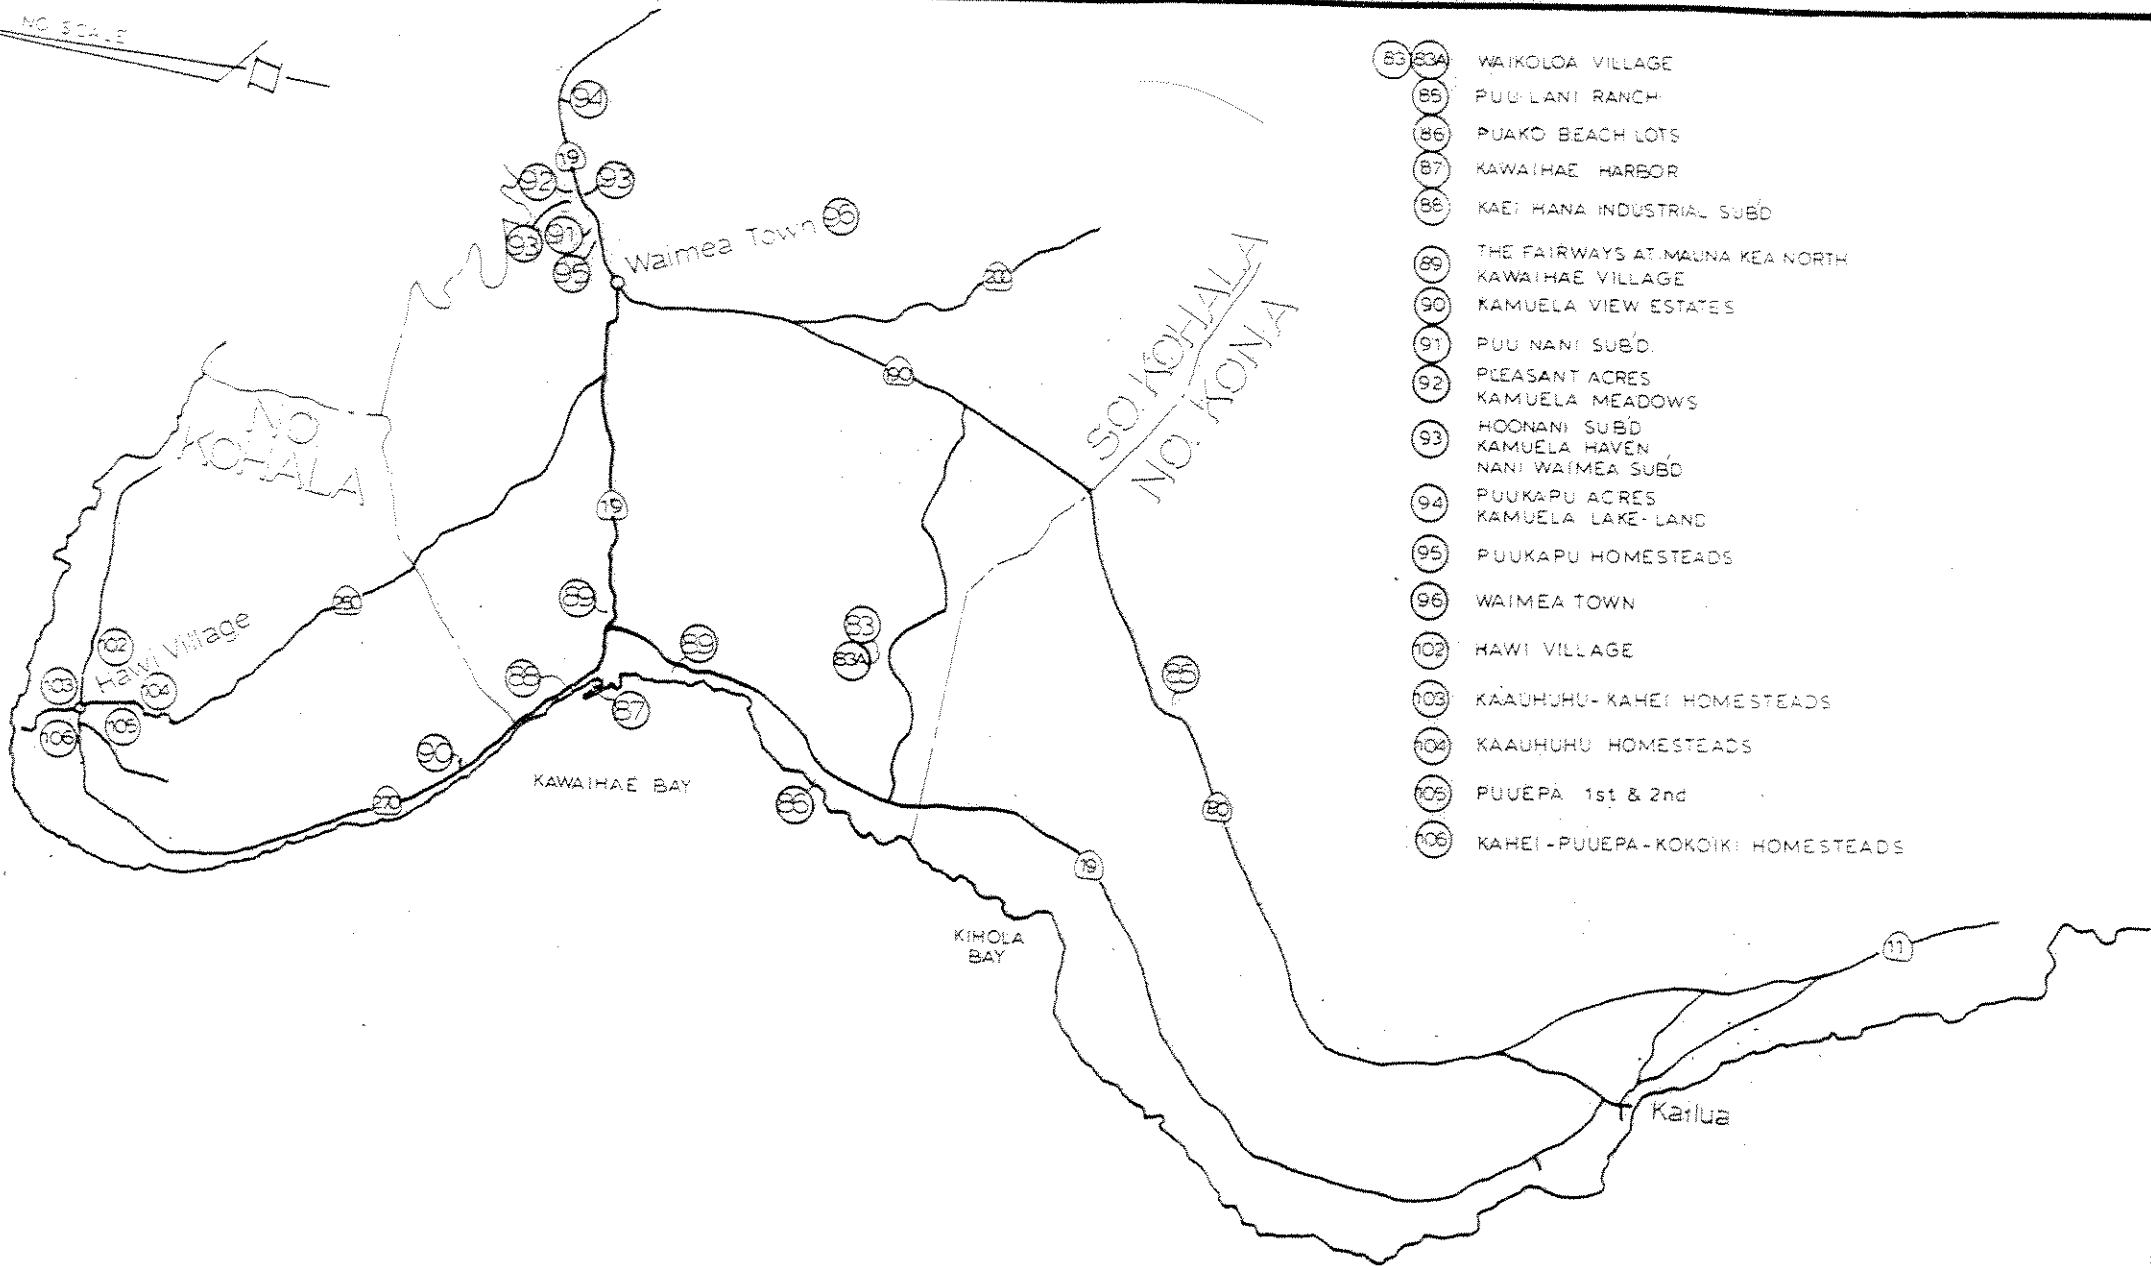 NO SCALE
94
19
92
93
93
91
95
Waimea Town 96
200
190
SO. KOHALA
NO. KONA
NO
KOHALA
19
250
89
83
83A
102
Hawi Village
103
104
105
106
88
89
87
85
90
KAWAIHAE BAY
270
86
19
KIHOLA
BAY
11
Kailua
83 83A WAIKOLOA VILLAGE
85 PUU LANI RANCH
86 PUAKO BEACH LOTS
87 KAWAIHAE HARBOR
88 KAEI HANA INDUSTRIAL SUB'D
89 THE FAIRWAYS AT MAUNA KEA NORTH
KAWAIHAE VILLAGE
90 KAMUELA VIEW ESTATES
91 PUU NANI SUB'D.
92 PLEASANT ACRES
KAMUELA MEADOWS
93 HOONANI SUB'D
KAMUELA HAVEN
NANI WAIMEA SUB'D
94 PUUKAPU ACRES
KAMUELA LAKE-LAND
95 PUUKAPU HOMESTEADS
96 WAIMEA TOWN
102 HAWI VILLAGE
103 KAAUHUHU-KAHEI HOMESTEADS
104 KAAUHUHU HOMESTEADS
105 PUUEPA 1st & 2nd
106 KAHEI-PUUEPA-KOKOIKI HOMESTEADS